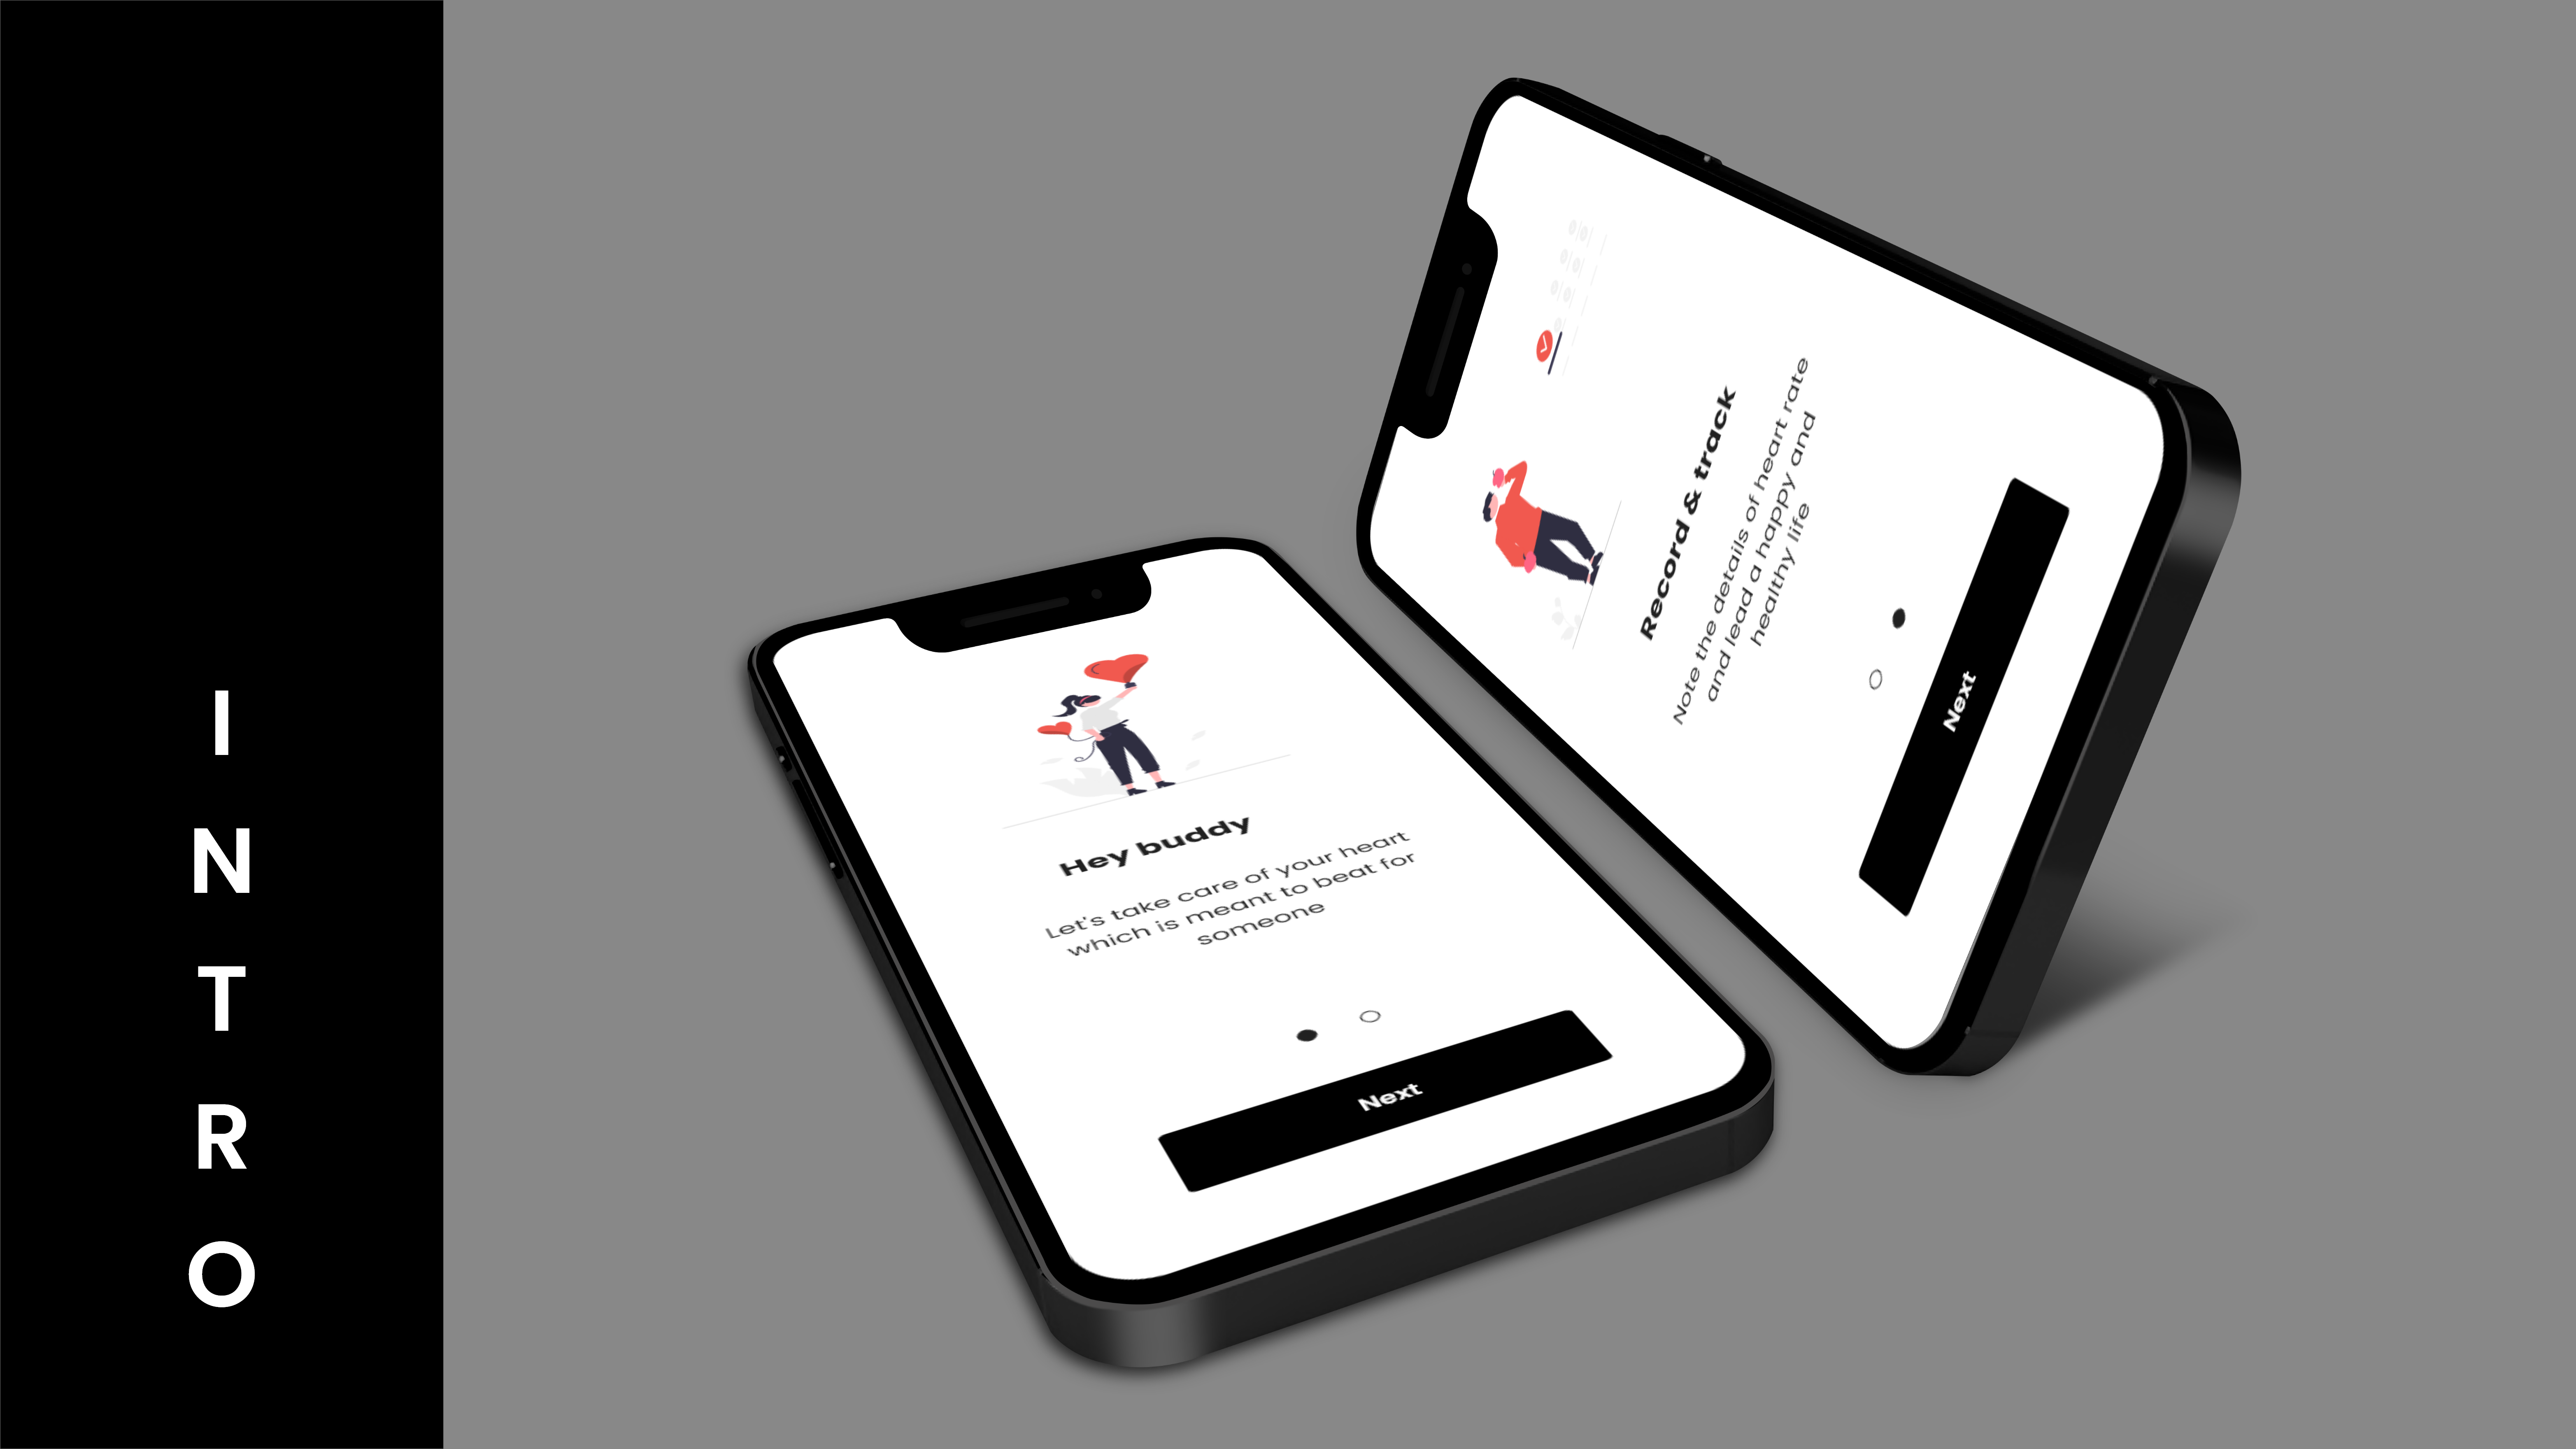 INTRO
Hey buddy
Let's take care of your heart
which is meant to beat for
someone
Next
Record & track
Note the details of heart rate
and lead a happy and
healthy life
Next